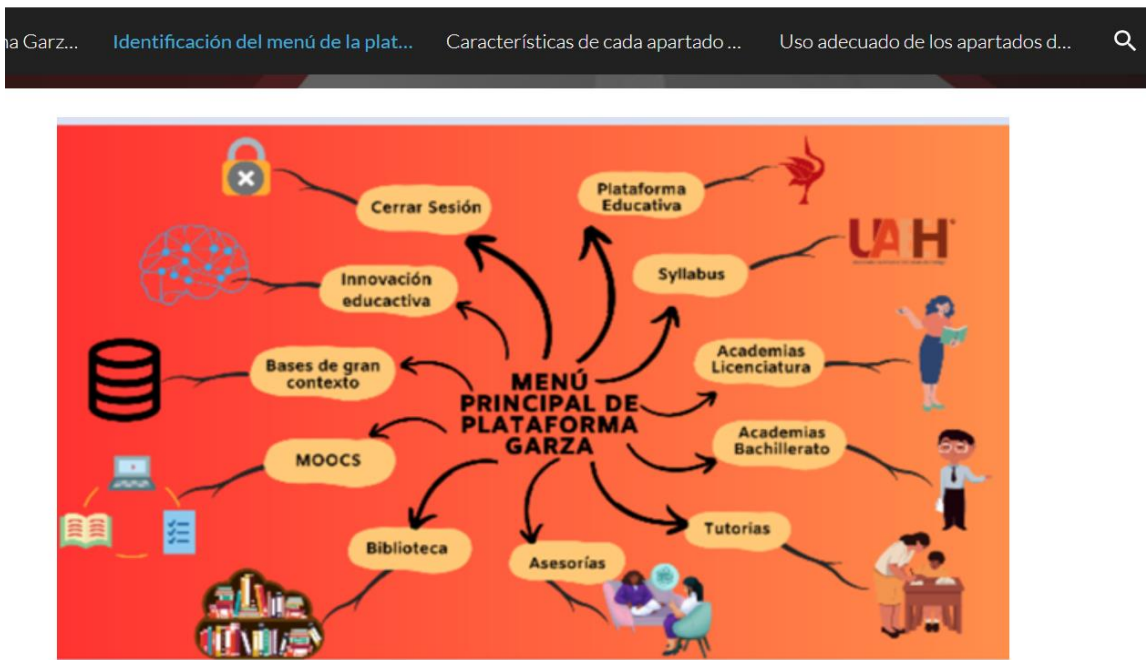 na Garz...
Identificación del menú de la plat...
Características de cada apartado ...
Uso adecuado de los apartados d...
Cerrar Sesión
Plataforma
Educativa
Innovación
educactiva
Syllabus
UAEH
Bases de gran
contexto
Academias
Licenciatura
MENÚ
PRINCIPAL DE
PLATAFORMA
GARZA
MOOCS
Academias
Bachillerato
Biblioteca
Asesorías
Tutorias